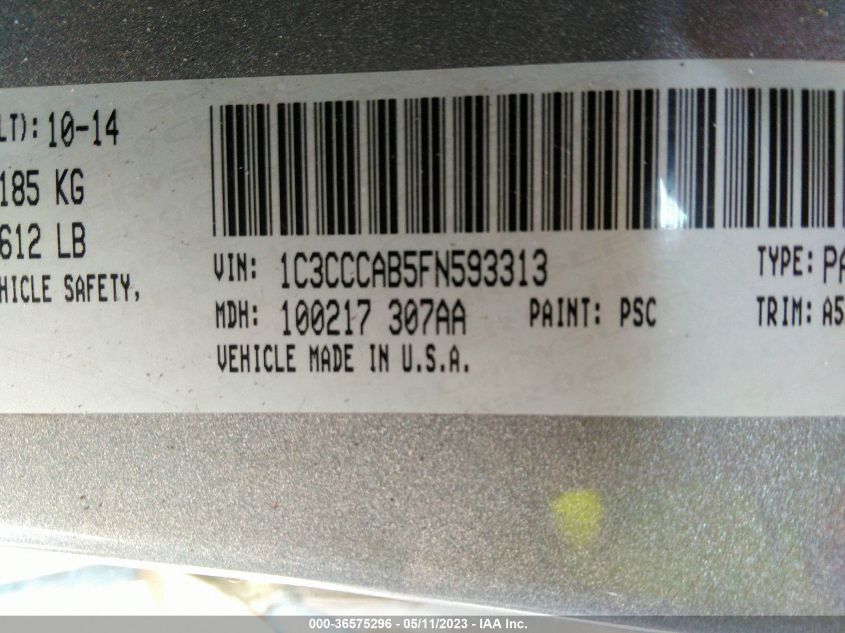 LT): 10-14
185 KG
612 LB
HICLE SAFETY,
VIN: 1C3CCCAB5FN593313 TYPE: PA
MDH: 100217 307AA PAINT: PSC TRIM: A5
VEHICLE MADE IN U.S.A.
000-36575296 - 05/11/2023 - IAA Inc.